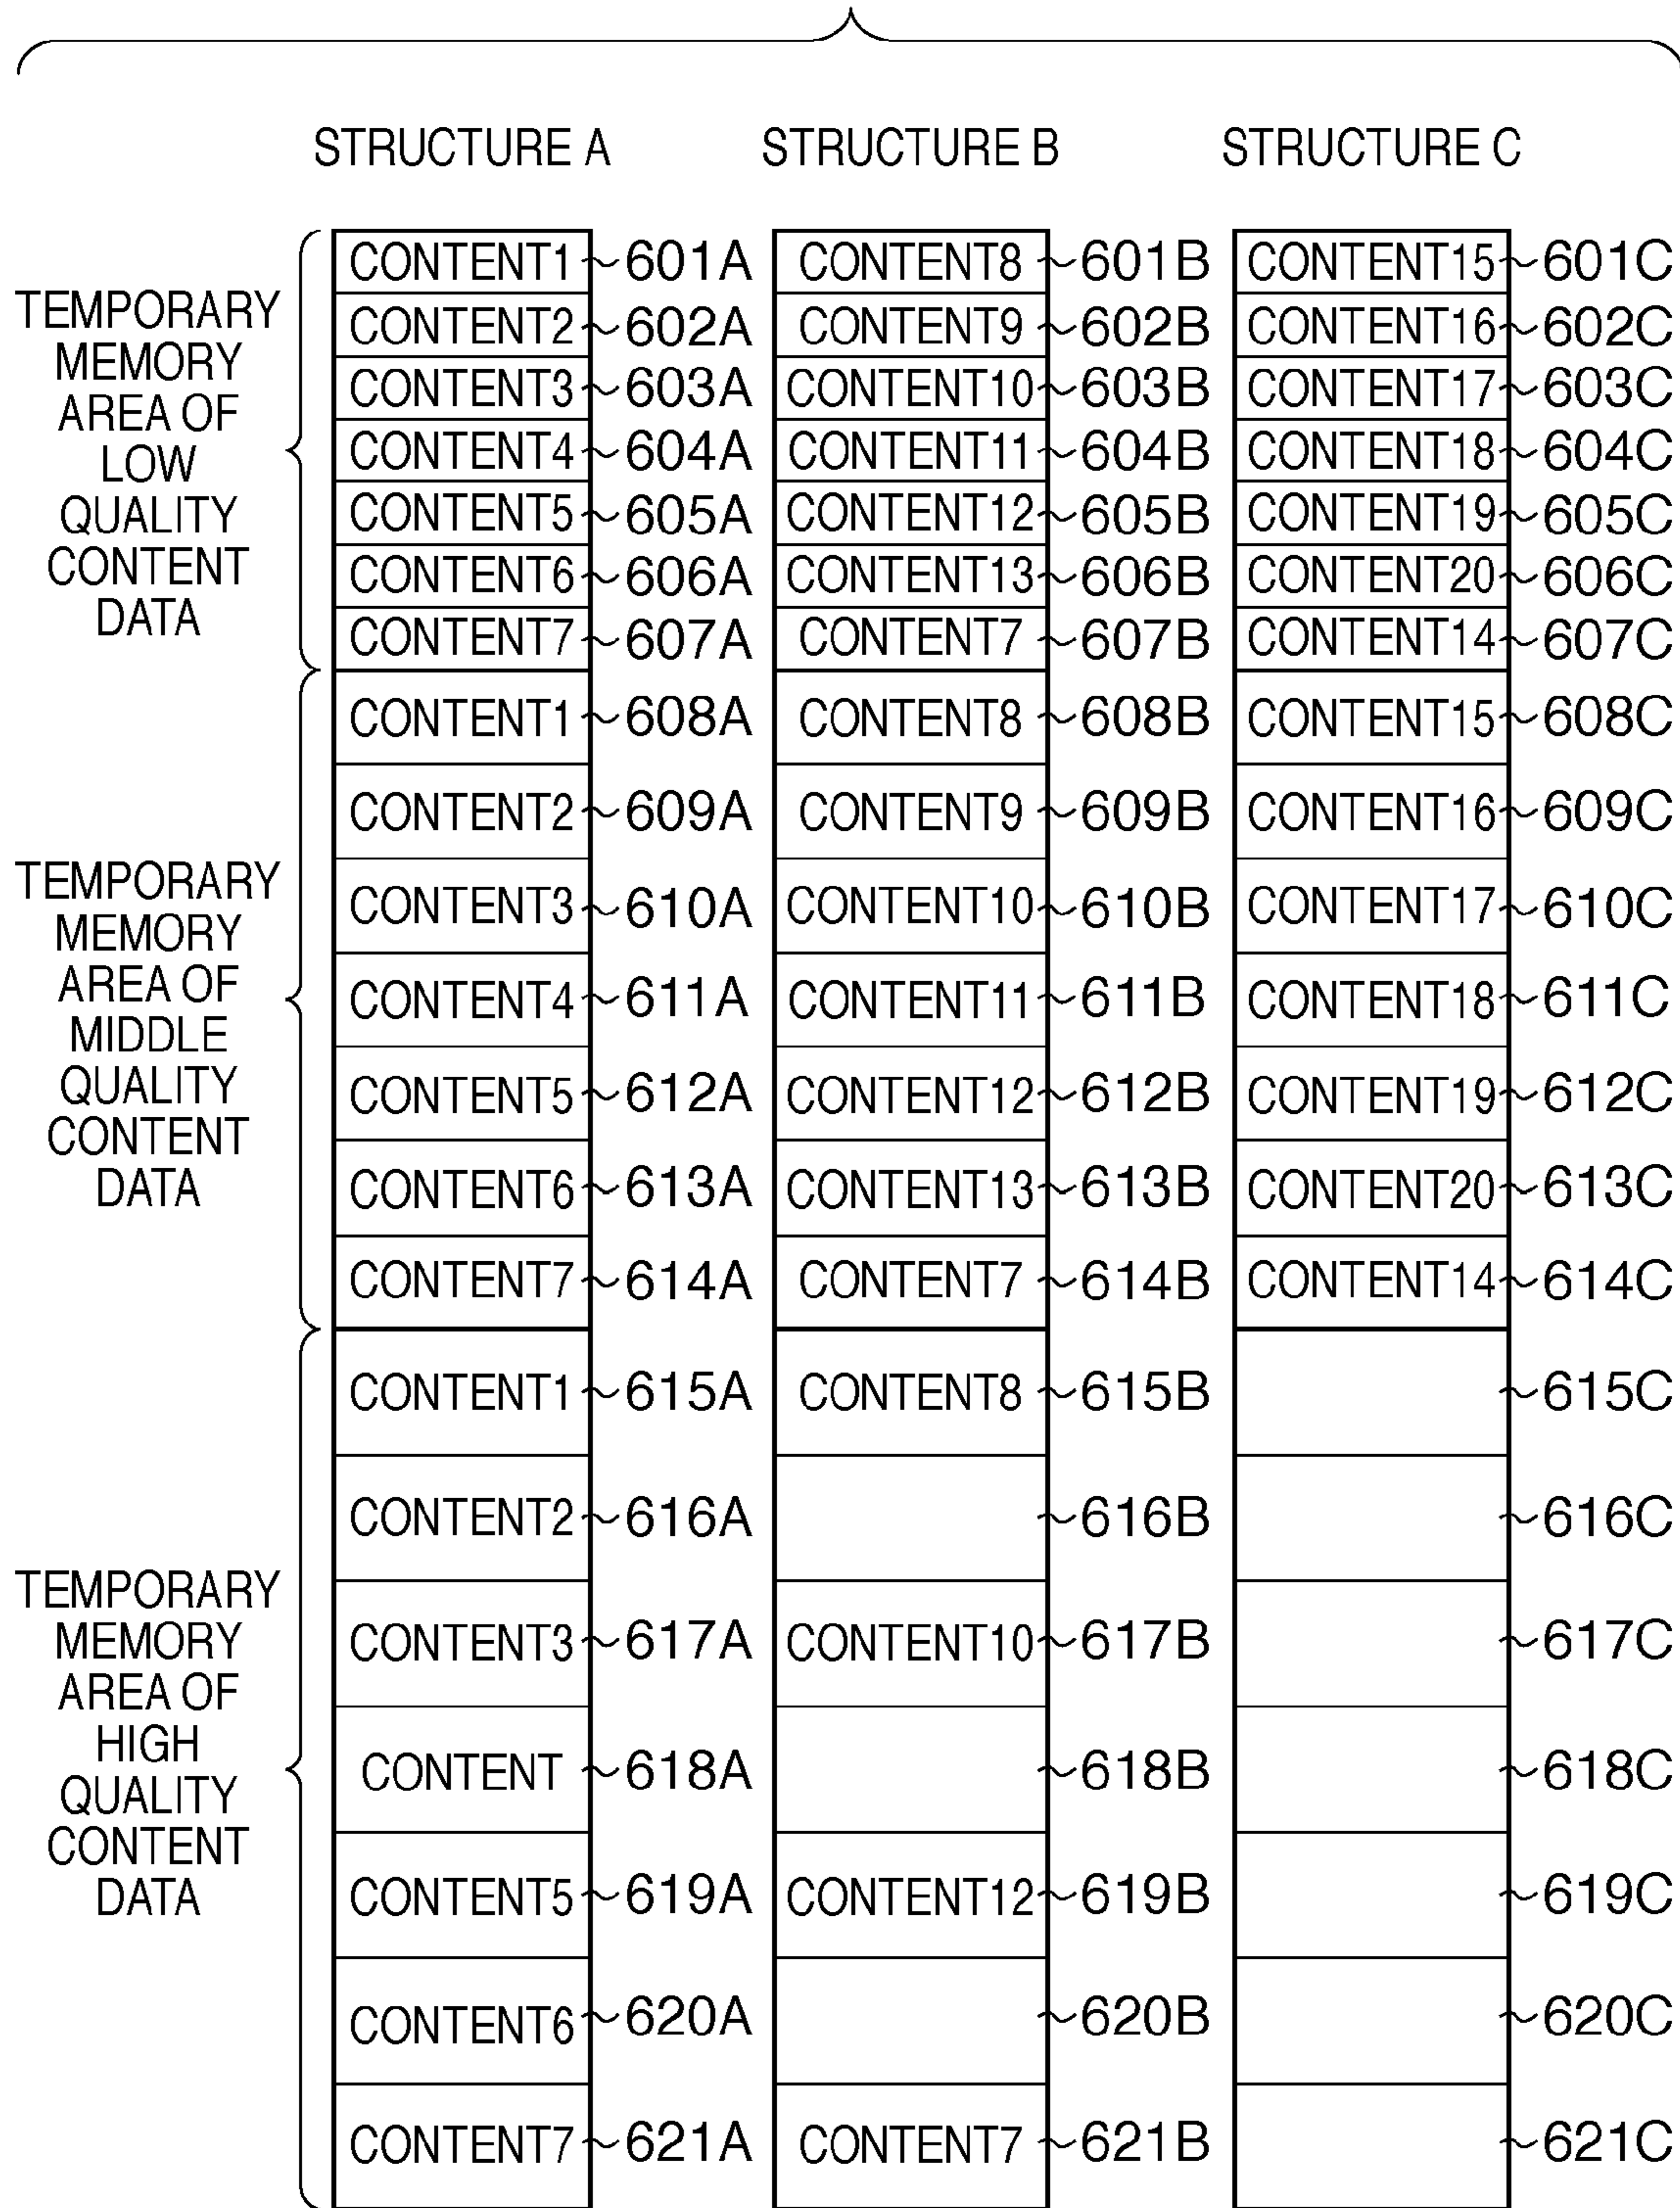 STRUCTURE A STRUCTURE B STRUCTURE C
TEMPORARY
MEMORY
AREA OF
LOW
QUALITY
CONTENT
DATA
CONTENT1 601A CONTENT8 601B CONTENT15 601C
CONTENT2 602A CONTENT9 602B CONTENT16 602C
CONTENT3 603A CONTENT10 603B CONTENT17 603C
CONTENT4 604A CONTENT11 604B CONTENT18 604C
CONTENT5 605A CONTENT12 605B CONTENT19 605C
CONTENT6 606A CONTENT13 606B CONTENT20 606C
CONTENT7 607A CONTENT7 607B CONTENT14 607C
TEMPORARY
MEMORY
AREA OF
MIDDLE
QUALITY
CONTENT
DATA
CONTENT1 608A CONTENT8 608B CONTENT15 608C
CONTENT2 609A CONTENT9 609B CONTENT16 609C
CONTENT3 610A CONTENT10 610B CONTENT17 610C
CONTENT4 611A CONTENT11 611B CONTENT18 611C
CONTENT5 612A CONTENT12 612B CONTENT19 612C
CONTENT6 613A CONTENT13 613B CONTENT20 613C
CONTENT7 614A CONTENT7 614B CONTENT14 614C
TEMPORARY
MEMORY
AREA OF
HIGH
QUALITY
CONTENT
DATA
CONTENT1 615A CONTENT8 615B 615C
CONTENT2 616A 616B 616C
CONTENT3 617A CONTENT10 617B 617C
CONTENT 618A 618B 618C
CONTENT5 619A CONTENT12 619B 619C
CONTENT6 620A 620B 620C
CONTENT7 621A CONTENT7 621B 621C